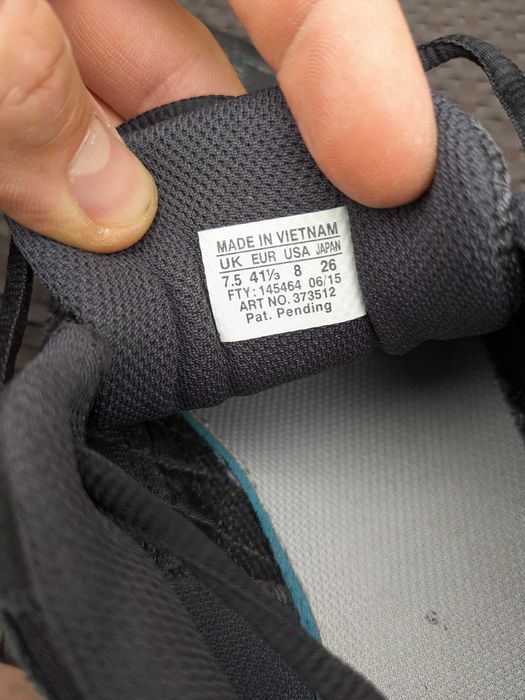 MADE IN VIETNAM
UK EUR USA JAPAN
7.5 41⅓ 8 26
FTY: 145464 06/15
ART NO. 373512
Pat. Pending